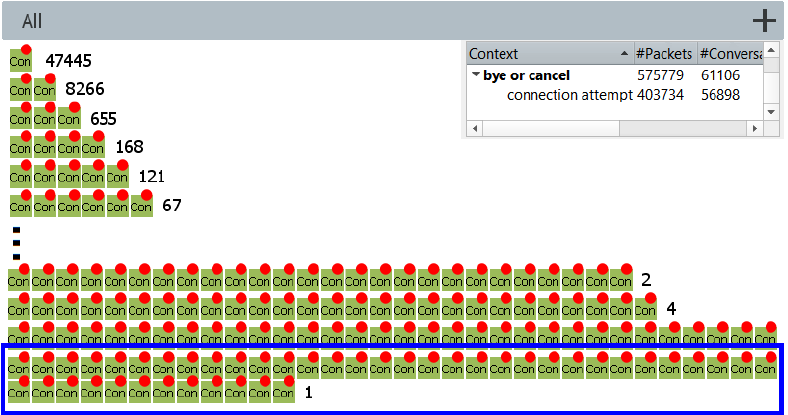 All
Context #Packets #Conversa
bye or cancel 575779 61106
connection attempt 403734 56898
Con 47445
Con Con 8266
Con Con Con 655
Con Con Con Con 168
Con Con Con Con Con 121
Con Con Con Con Con Con 67
Con Con Con Con Con Con Con Con Con Con Con Con Con Con Con Con Con Con Con Con Con Con Con Con Con Con 2
Con Con Con Con Con Con Con Con Con Con Con Con Con Con Con Con Con Con Con Con Con Con Con Con Con Con Con 4
Con Con Con Con Con Con Con Con Con Con Con Con Con Con Con Con Con Con Con Con Con Con Con Con Con Con Con Con Con Con Con Con
Con Con Con Con Con Con Con Con Con Con Con Con Con Con Con Con Con Con Con Con Con Con Con Con Con Con Con Con Con Con Con Con
Con Con Con Con Con Con Con Con Con Con Con Con 1